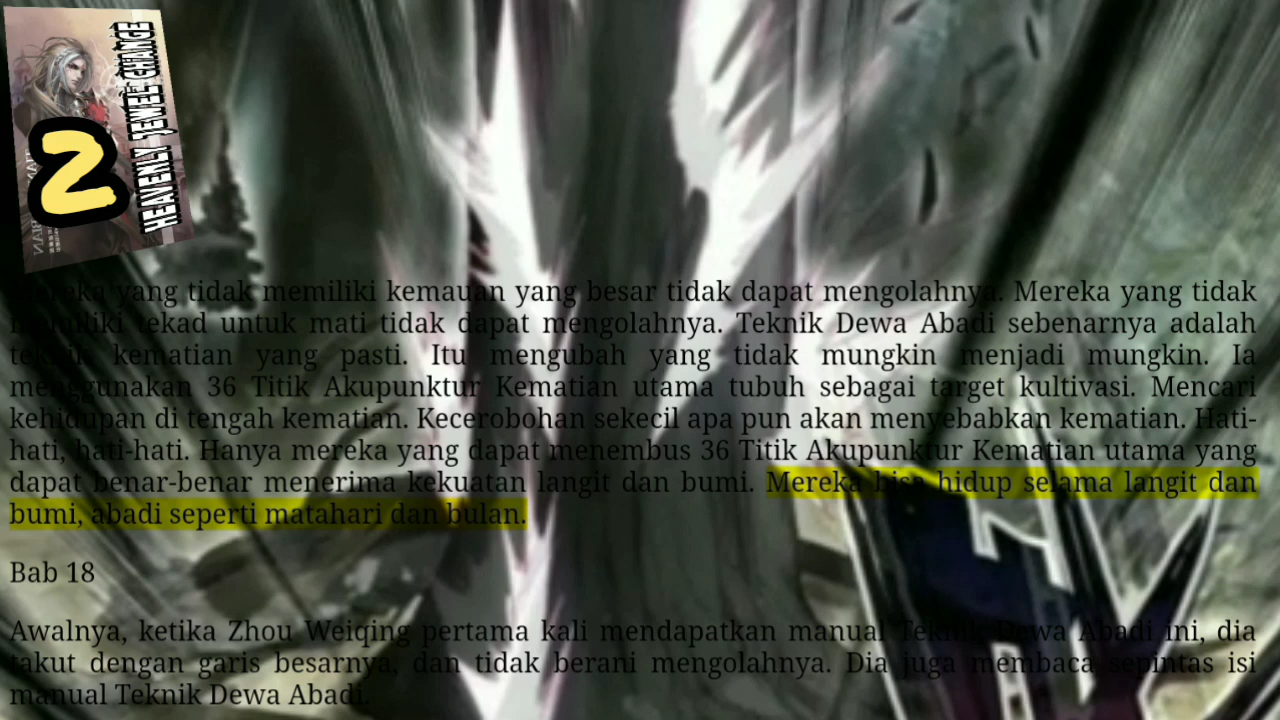 HEAVENLY JEWEL CHANGE
2
Mereka yang tidak memiliki kemauan yang besar tidak dapat mengolahnya. Mereka yang tidak
memiliki tekad untuk mati tidak dapat mengolahnya. Teknik Dewa Abadi sebenarnya adalah
teknik kematian yang pasti. Itu mengubah yang tidak mungkin menjadi mungkin. Ia
menggunakan 36 Titik Akupunktur Kematian utama tubuh sebagai target kultivasi. Mencari
kehidupan di tengah kematian. Kecerobohan sekecil apa pun akan menyebabkan kematian. Hati-
hati, hati-hati. Hanya mereka yang dapat menembus 36 Titik Akupunktur Kematian utama yang
dapat benar-benar menerima kekuatan langit dan bumi. Mereka bisa hidup selama langit dan
bumi, abadi seperti matahari dan bulan.
Bab 18
Awalnya, ketika Zhou Weiqing pertama kali mendapatkan manual Teknik Dewa Abadi ini, dia
takut dengan garis besarnya, dan tidak berani mengolahnya. Dia juga membaca sepintas isi
manual Teknik Dewa Abadi.